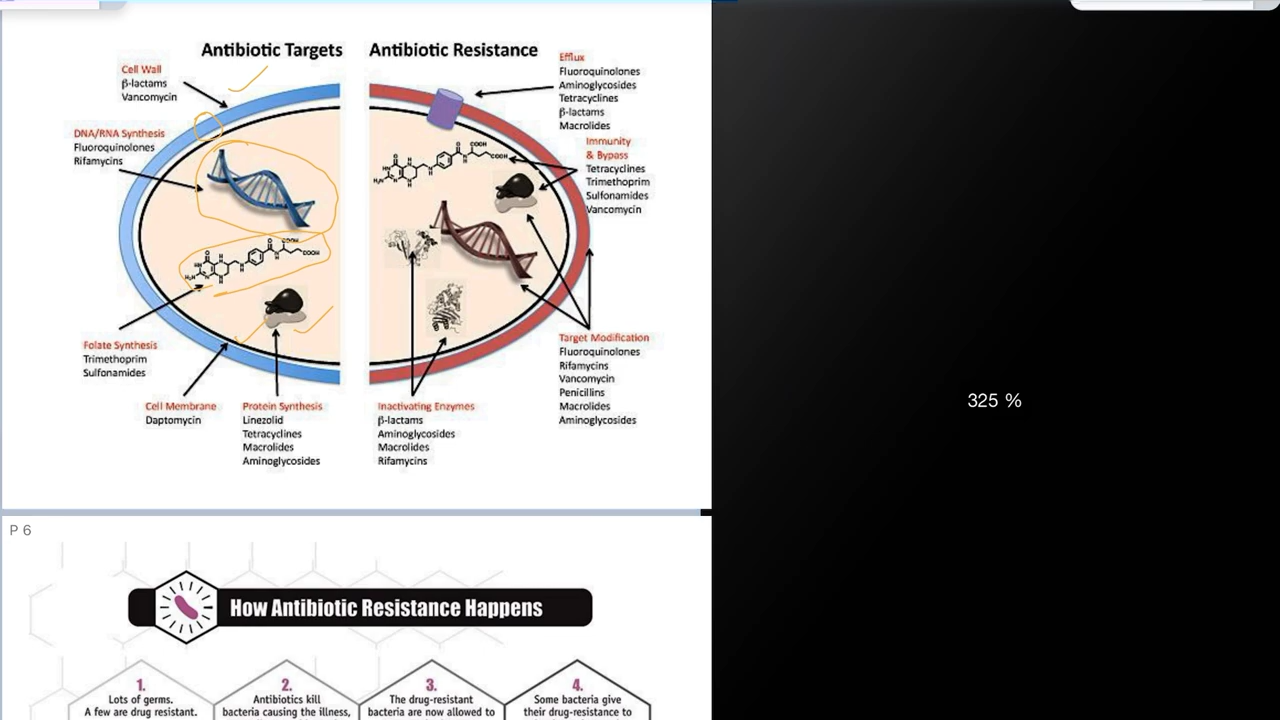 Antibiotic Targets
Antibiotic Resistance
Cell Wall
β-lactams
Vancomycin
DNA/RNA Synthesis
Fluoroquinolones
Rifamycins
Folate Synthesis
Trimethoprim
Sulfonamides
Cell Membrane
Daptomycin
Protein Synthesis
Linezolid
Tetracyclines
Macrolides
Aminoglycosides
Efflux
Fluoroquinolones
Aminoglycosides
Tetracyclines
β-lactams
Macrolides
Immunity
& Bypass
Tetracyclines
Trimethoprim
Sulfonamides
Vancomycin
Target Modification
Fluoroquinolones
Rifamycins
Vancomycin
Penicillins
Macrolides
Aminoglycosides
Inactivating Enzymes
β-lactams
Aminoglycosides
Macrolides
Rifamycins
325 %
P 6
How Antibiotic Resistance Happens
1.
Lots of germs.
A few are drug resistant.
2.
Antibiotics kill
bacteria causing the illness,
3.
The drug-resistant
bacteria are now allowed to
4.
Some bacteria give
their drug-resistance to